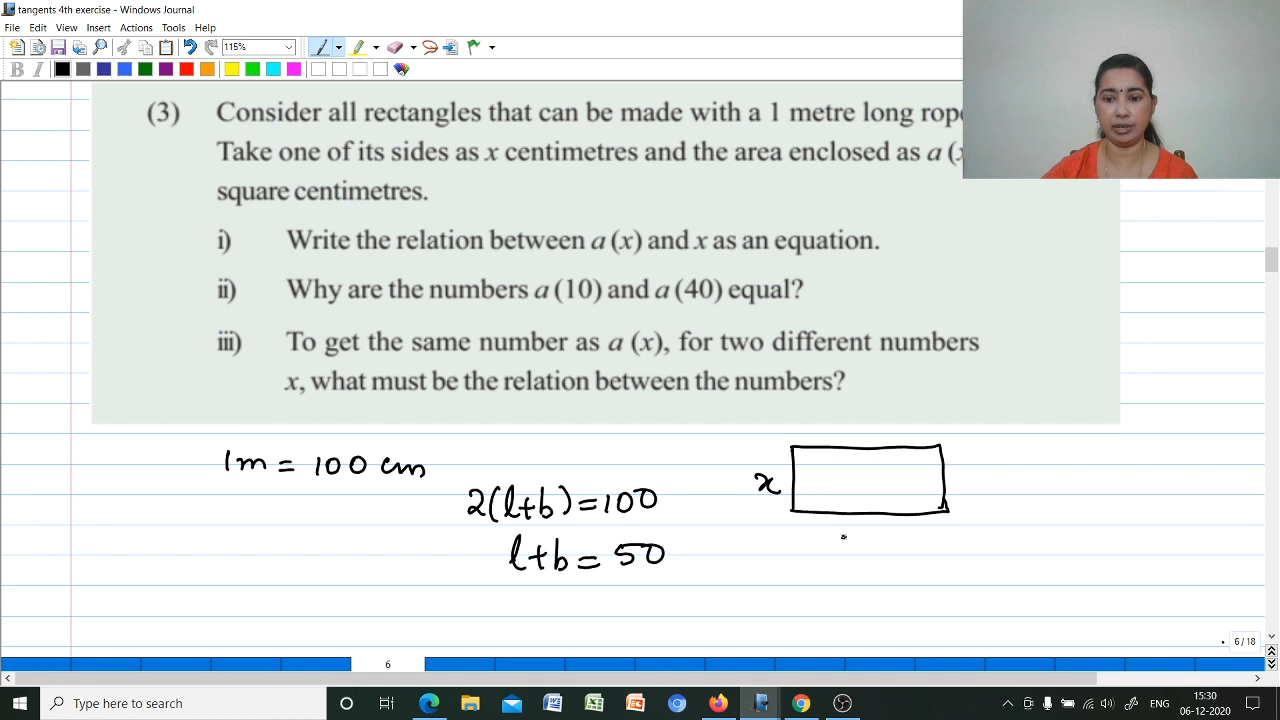 tangents 4th exercise - Windows Journal
File Edit View Insert Actions Tools Help
115%
B I
(3) Consider all rectangles that can be made with a 1 metre long
Take one of its sides as x centimetres and the area enclosed as a
square centimetres.
i) Write the relation between a (x) and x as an equation.
ii) Why are the numbers a (10) and a (40) equal?
iii) To get the same number as a (x), for two different numbers
x, what must be the relation between the numbers?
1m = 100 cm
x
2(l+b) = 100
l+b = 50
6 / 18
6
Type here to search
ENG
15:30
06-12-2020